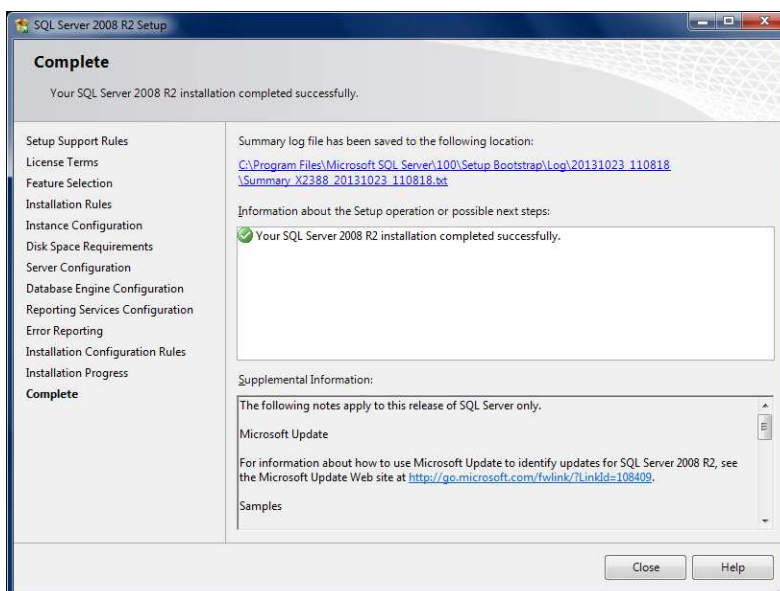 SQL Server 2008 R2 Setup
Complete
Your SQL Server 2008 R2 installation completed successfully.
Setup Support Rules
License Terms
Feature Selection
Installation Rules
Instance Configuration
Disk Space Requirements
Server Configuration
Database Engine Configuration
Reporting Services Configuration
Error Reporting
Installation Configuration Rules
Installation Progress
Complete
Summary log file has been saved to the following location:
C:\Program Files\Microsoft SQL Server\100\Setup Bootstrap\Log\20131023_110818
\Summary_X2388_20131023_110818.txt
Information about the Setup operation or possible next steps:
Your SQL Server 2008 R2 installation completed successfully.
Supplemental Information:
The following notes apply to this release of SQL Server only.
Microsoft Update
For information about how to use Microsoft Update to identify updates for SQL Server 2008 R2, see
the Microsoft Update Web site at http://go.microsoft.com/fwlink/?LinkId=108409.
Samples
Close
Help